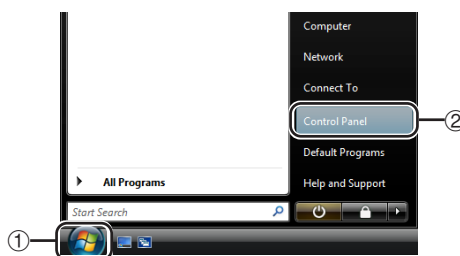 Computer
Network
Connect To
Control Panel
②
Default Programs
All Programs
Help and Support
Start Search
①